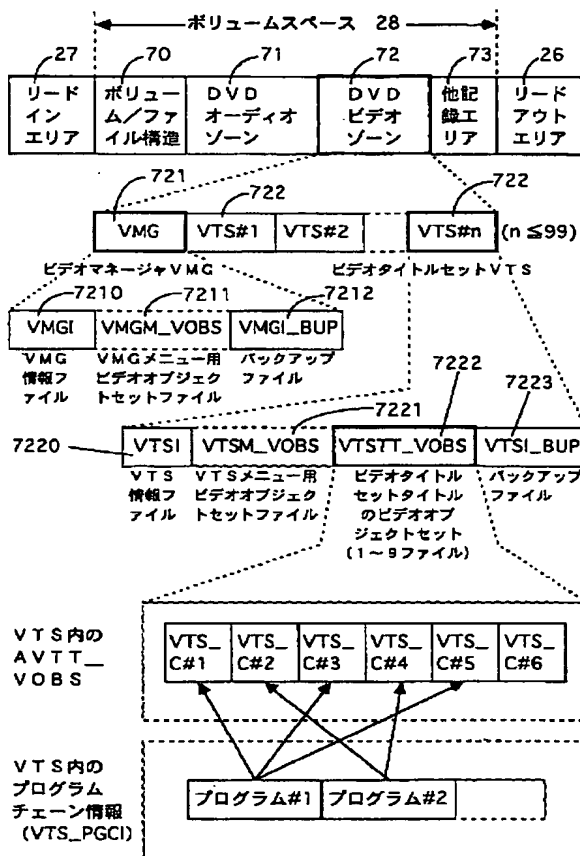 ボリュームスペース 28
27 70 71 72 73 26
リード
イン
エリア
ボリュー
ム/ファ
イル構造
DVD
オーディオ
ゾーン
DVD
ビデオ
ゾーン
他記
録エ
リア
リード
アウト
エリア
721 722 722
VMG VTS#1 VTS#2 VTS#n (n≦99)
ビデオマネージャVMG ビデオタイトルセットVTS
7210 7211 7212
VMGI VMGM_VOBS VMGI_BUP
VMG
情報フ
ァイル
VMGメニュー用
ビデオオブジェク
トセットファイル
バックアップ
ファイル
7220 7221 7222 7223
VTSI VTSM_VOBS VTSTT_VOBS VTSI_BUP
VTS
情報フ
ァイル
VTSメニュー用
ビデオオブジェク
トセットファイル
ビデオタイトル
セットタイトル
のビデオオブ
ジェクトセット
(1~9ファイル)
バックアップ
ファイル
VTS内の
AVTT_
VOBS
VTS_
C#1
VTS_
C#2
VTS_
C#3
VTS_
C#4
VTS_
C#5
VTS_
C#6
VTS内の
プログラム
チェーン情報
(VTS_PGCI)
プログラム#1 プログラム#2